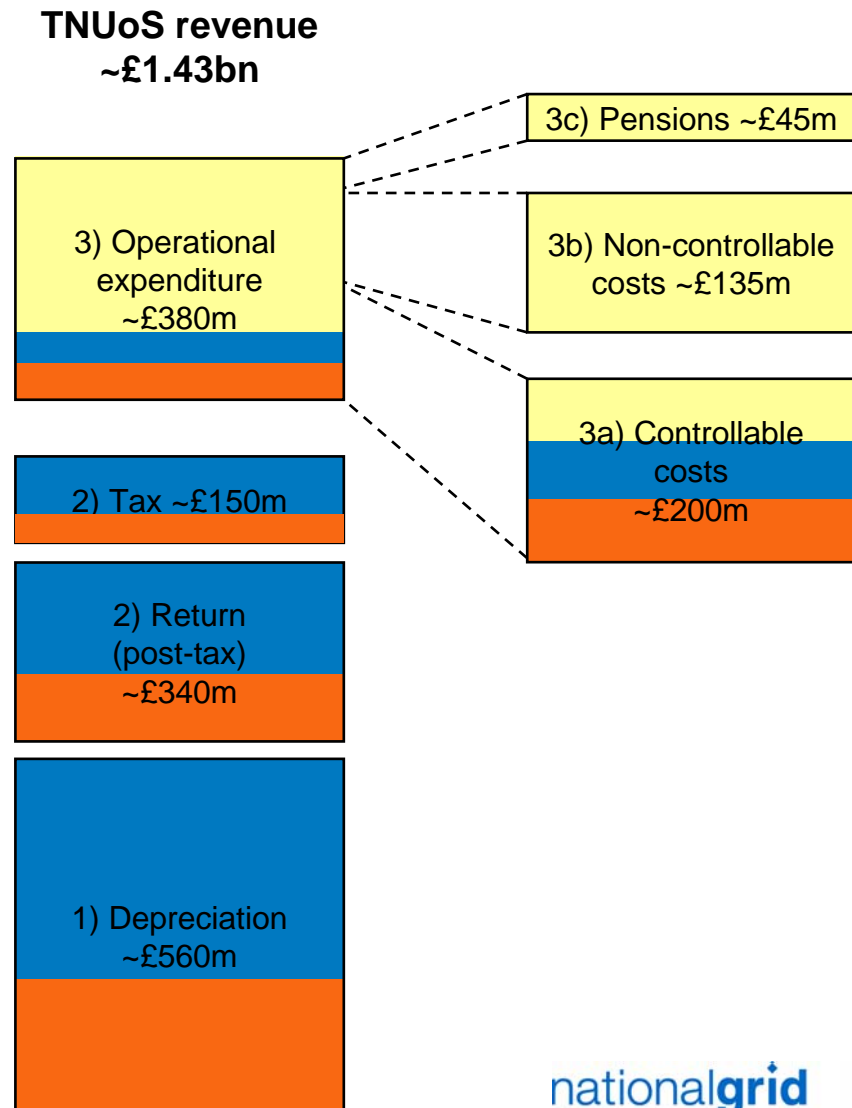 TNUoS revenue
~£1.43bn
3c) Pensions ~£45m
3) Operational
expenditure
~£380m
3b) Non-controllable
costs ~£135m
3a) Controllable
costs
~£200m
2) Tax ~£150m
2) Return
(post-tax)
~£340m
1) Depreciation
~£560m
nationalgrid